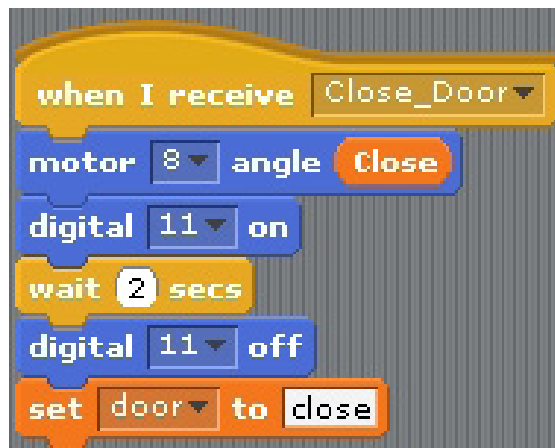 when I receive Close_Door
motor 8 angle Close
digital 11 on
wait 2 secs
digital 11 off
set door to close